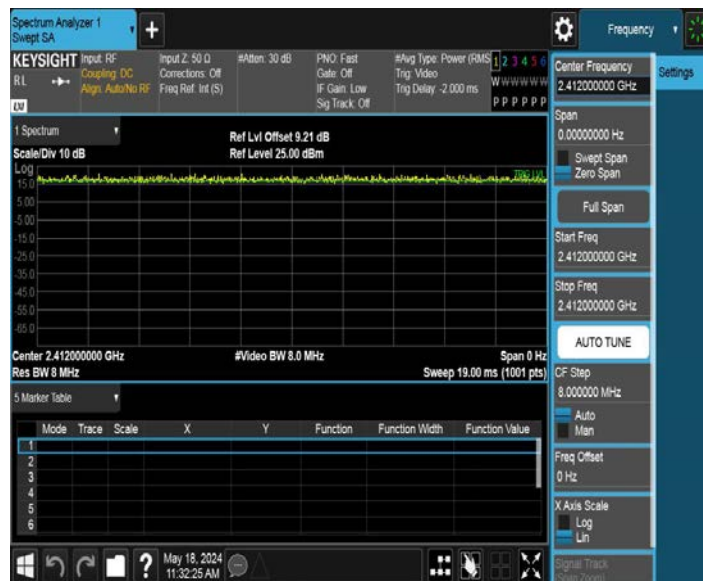 Spectrum Analyzer 1
Swept SA
+
Frequency
KEYSIGHT
RL
LXI
Input: RF
Coupling: DC
Align: Auto/No RF
Input Z: 50 Ω
Corrections: Off
Freq Ref: Int (S)
#Atten: 30 dB
PNO: Fast
Gate: Off
IF Gain: Low
Sig Track: Off
#Avg Type: Power (RMS
Trig: Video
Trig Delay: -2.000 ms
1 2 3 4 5 6
W W W W W W
P P P P P P
Center Frequency
2.412000000 GHz
Settings
Span
0.00000000 Hz
Swept Span
Zero Span
Full Span
Start Freq
2.412000000 GHz
Stop Freq
2.412000000 GHz
AUTO TUNE
CF Step
8.000000 MHz
Auto
Man
Freq Offset
0 Hz
X Axis Scale
Log
Lin
Signal Track
(Span Zoom)
1 Spectrum
Scale/Div 10 dB
Ref Lvl Offset 9.21 dB
Ref Level 25.00 dBm
Log
TRIG LVL
15.0
5.00
-5.00
-15.0
-25.0
-35.0
-45.0
-55.0
-65.0
Center 2.412000000 GHz
#Video BW 8.0 MHz
Span 0 Hz
Res BW 8 MHz
Sweep 19.00 ms (1001 pts)
5 Marker Table
Mode Trace Scale X Y Function Function Width Function Value
1
2
3
4
5
6
?
May 18, 2024
11:32:25 AM